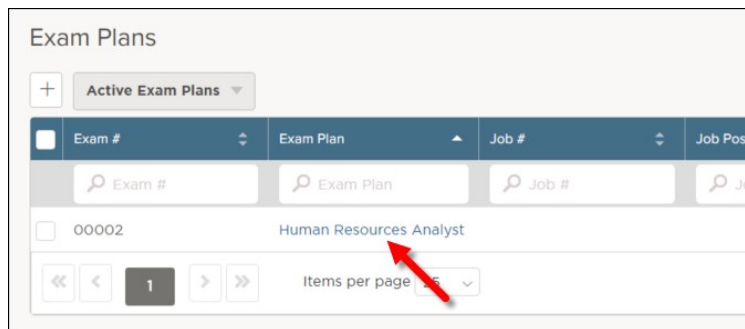 Exam Plans
+ Active Exam Plans
Exam # Exam Plan Job # Job Pos
Exam # Exam Plan Job #
00002 Human Resources Analyst
1 Items per page 25